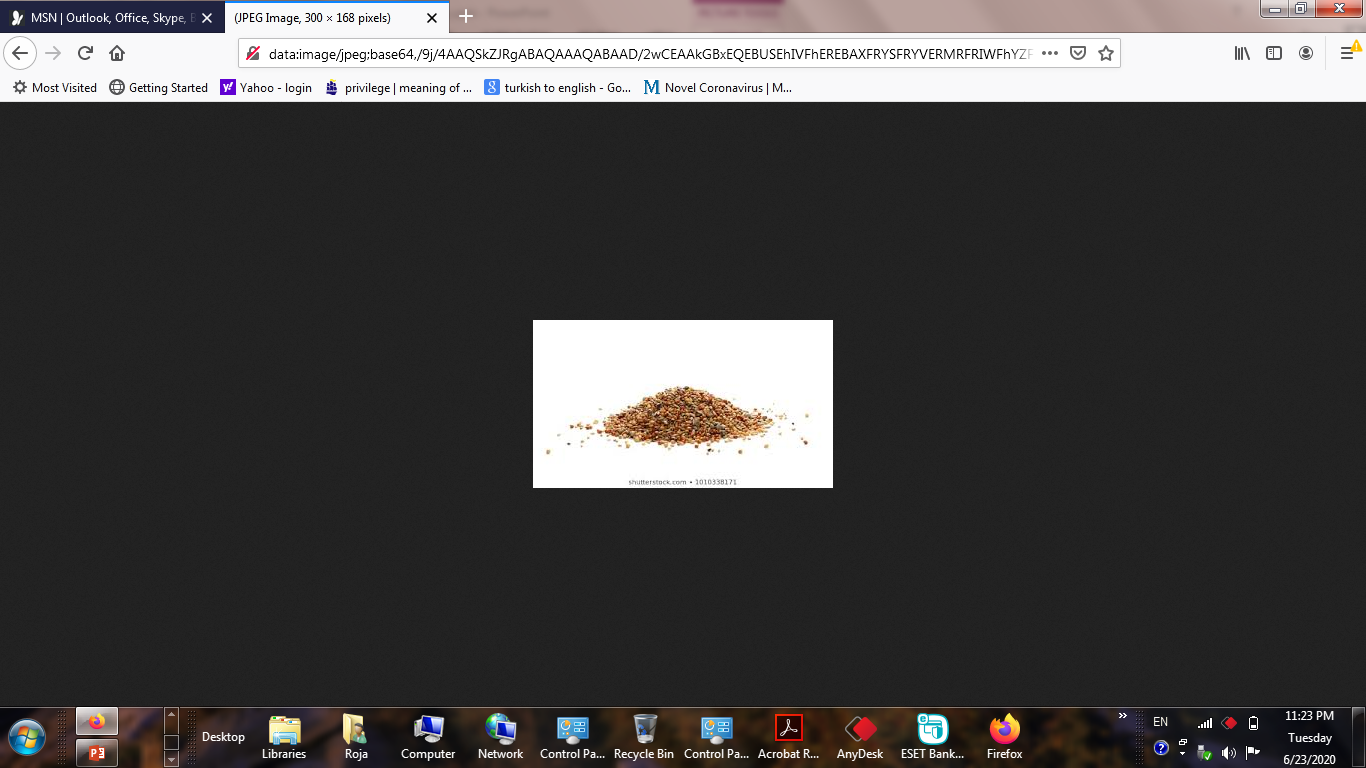 MSN | Outlook, Office, Skype, B
(JPEG Image, 300 × 168 pixels)
data:image/jpeg;base64,/9j/4AAQSkZJRgABAQAAAQABAAD/2wCEAAkGBxEQEBUSEhIVFhEREBAXFRYSFRYVERMRFRIWFhYZF
Most Visited
Getting Started
Yahoo - login
privilege | meaning of ...
turkish to english - Go...
Novel Coronavirus | M...
shutterstock.com • 1010338171
Desktop
Libraries
Roja
Computer
Network
Control Pa...
Recycle Bin
Control Pa...
Acrobat R...
AnyDesk
ESET Bank...
Firefox
EN
11:23 PM
Tuesday
6/23/2020